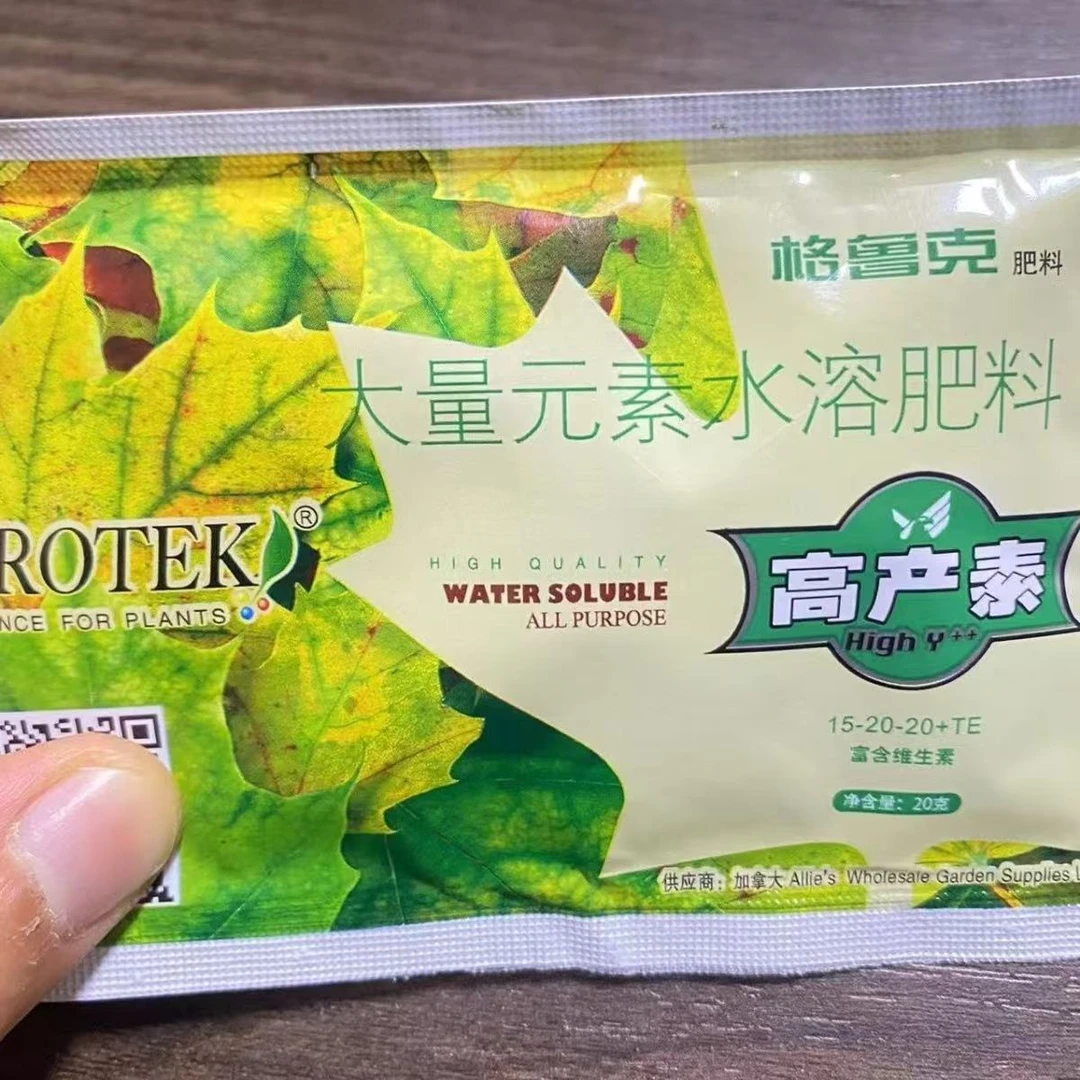 格鲁克 肥料
大量元素水溶肥料
ROTEK®
NCE FOR PLANTS
HIGH QUALITY
WATER SOLUBLE
ALL PURPOSE
高产素
High Y++
15-20-20+TE
富含维生素
净含量：20克
供应商：加拿大 Allie's Wholesale Garden Supplies L